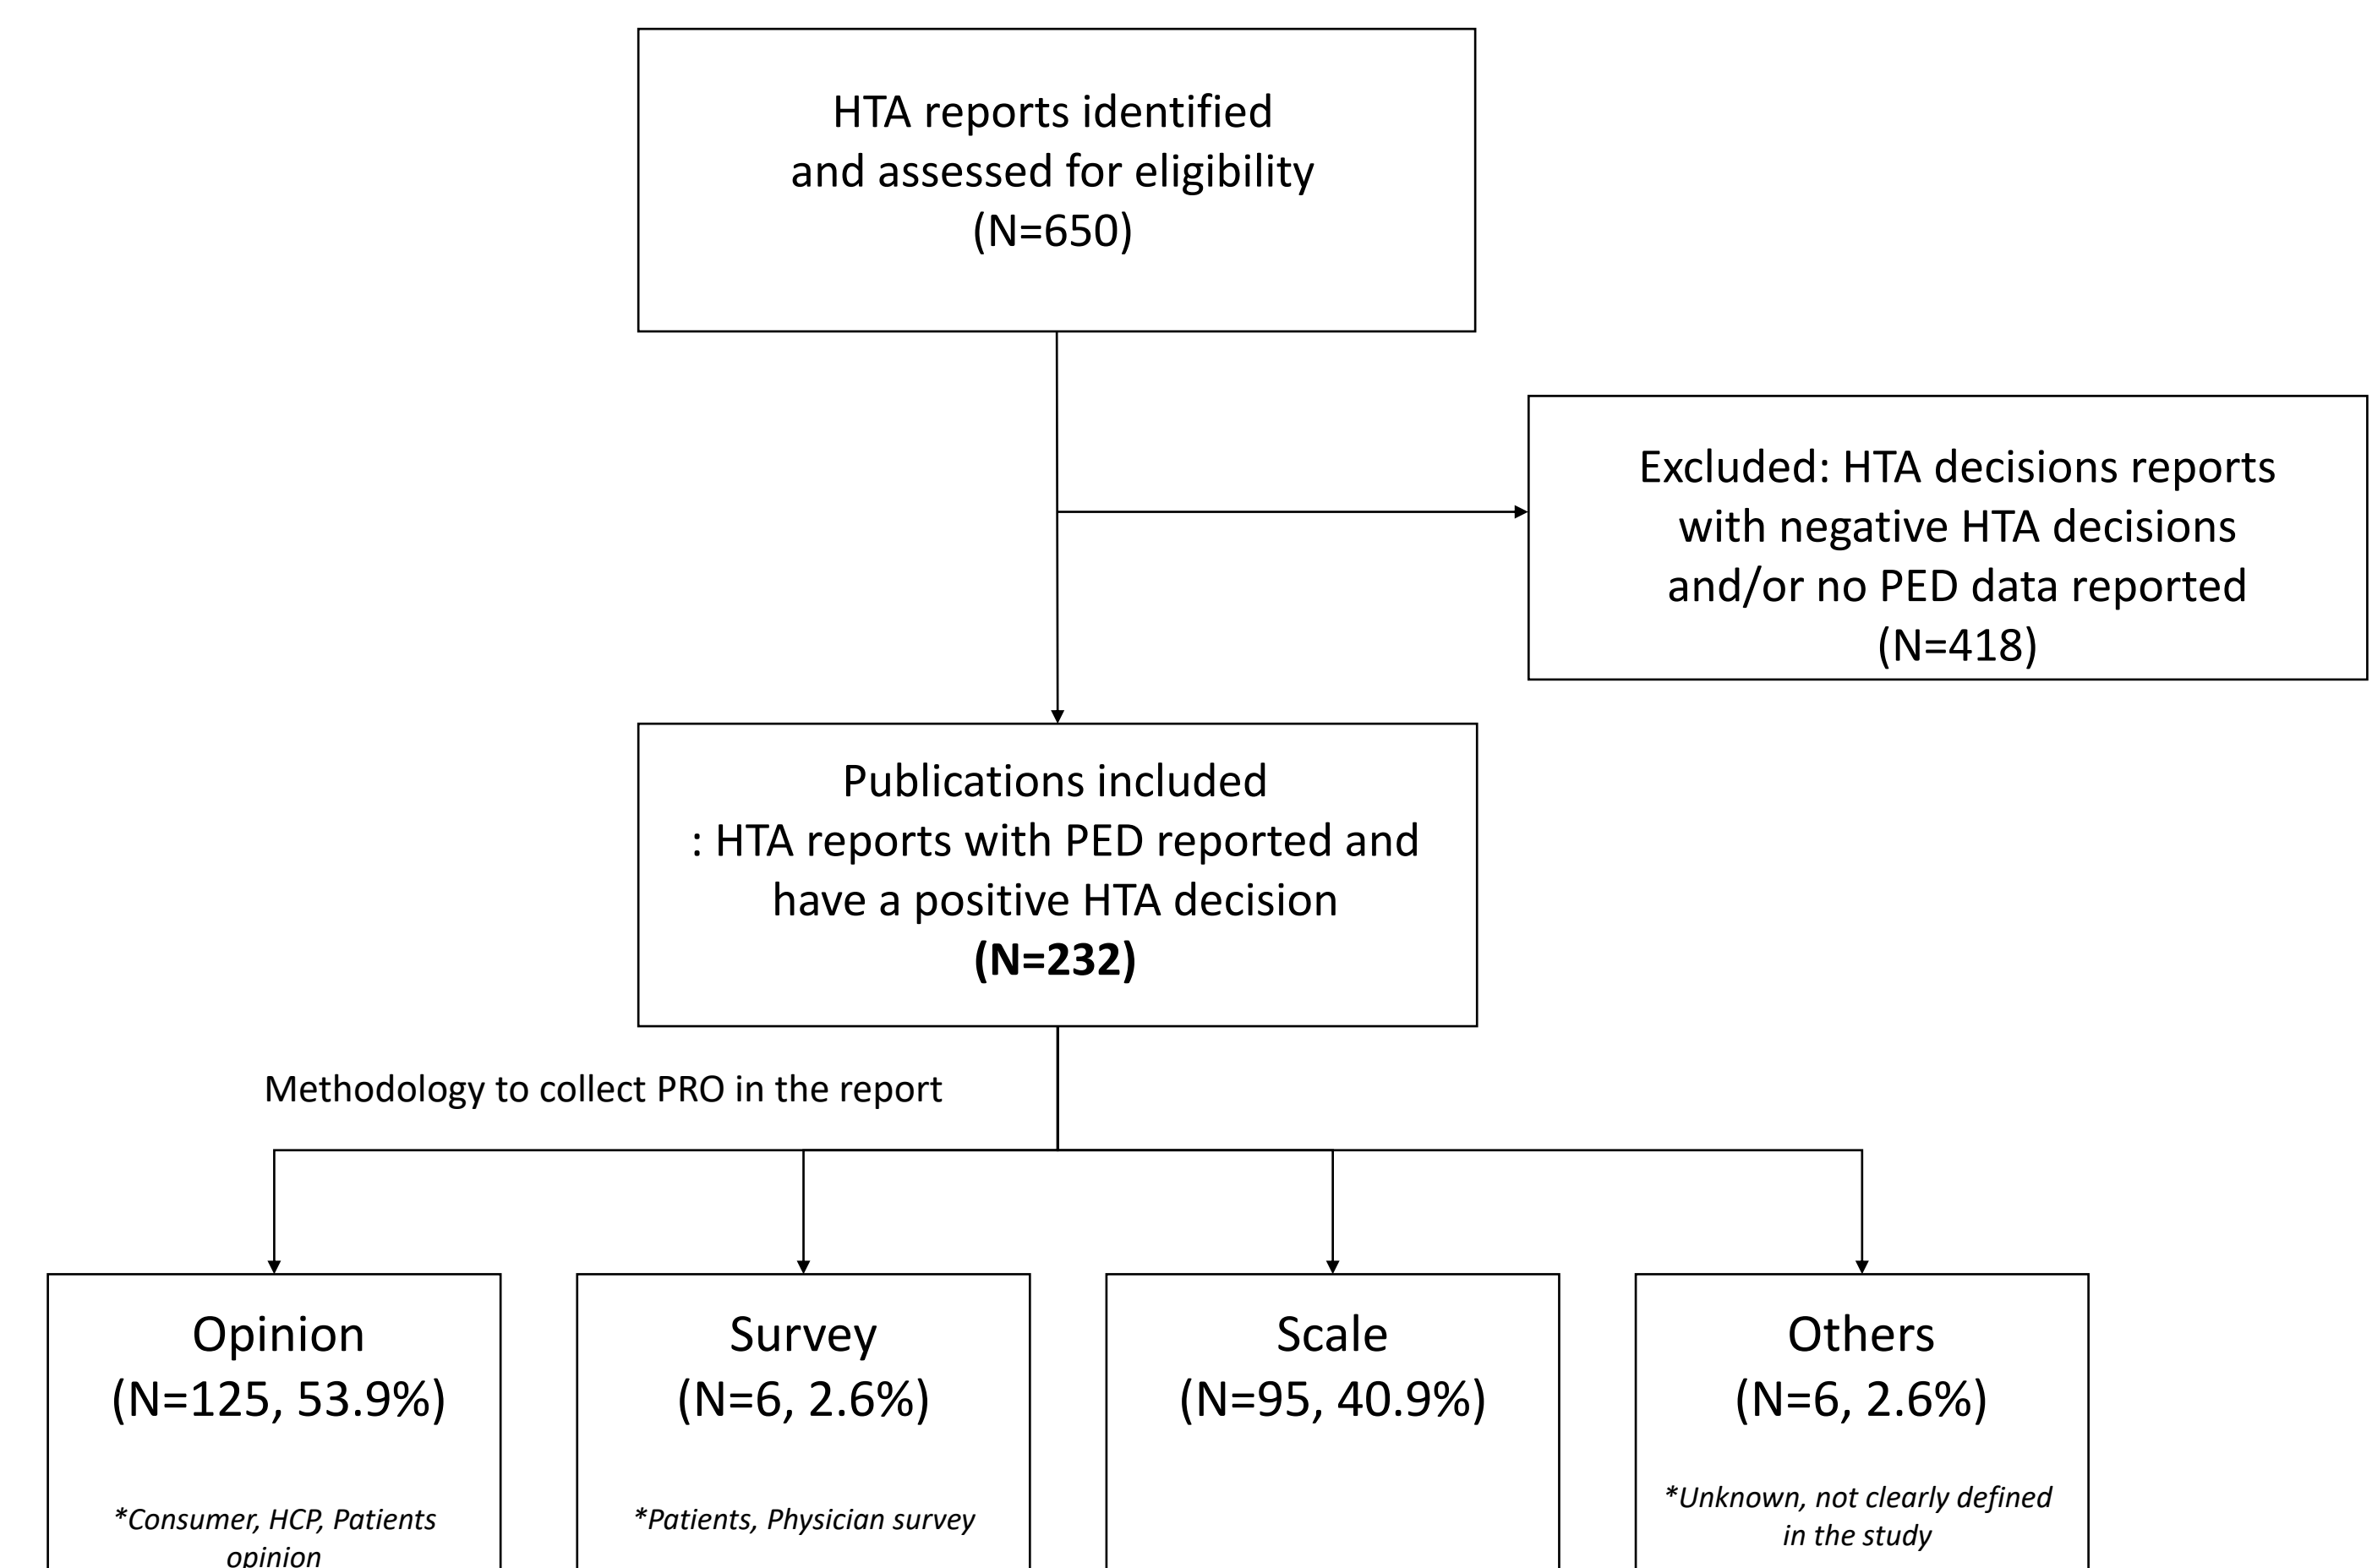 HTA reports identified
and assessed for eligibility
(N=650)
Excluded: HTA decisions reports
with negative HTA decisions
and/or no PED data reported
(N=418)
Publications included
: HTA reports with PED reported and
have a positive HTA decision
(N=232)
Methodology to collect PRO in the report
Opinion
(N=125, 53.9%)
*Consumer, HCP, Patients
opinion
Survey
(N=6, 2.6%)
*Patients, Physician survey
Scale
(N=95, 40.9%)
Others
(N=6, 2.6%)
*Unknown, not clearly defined
in the study